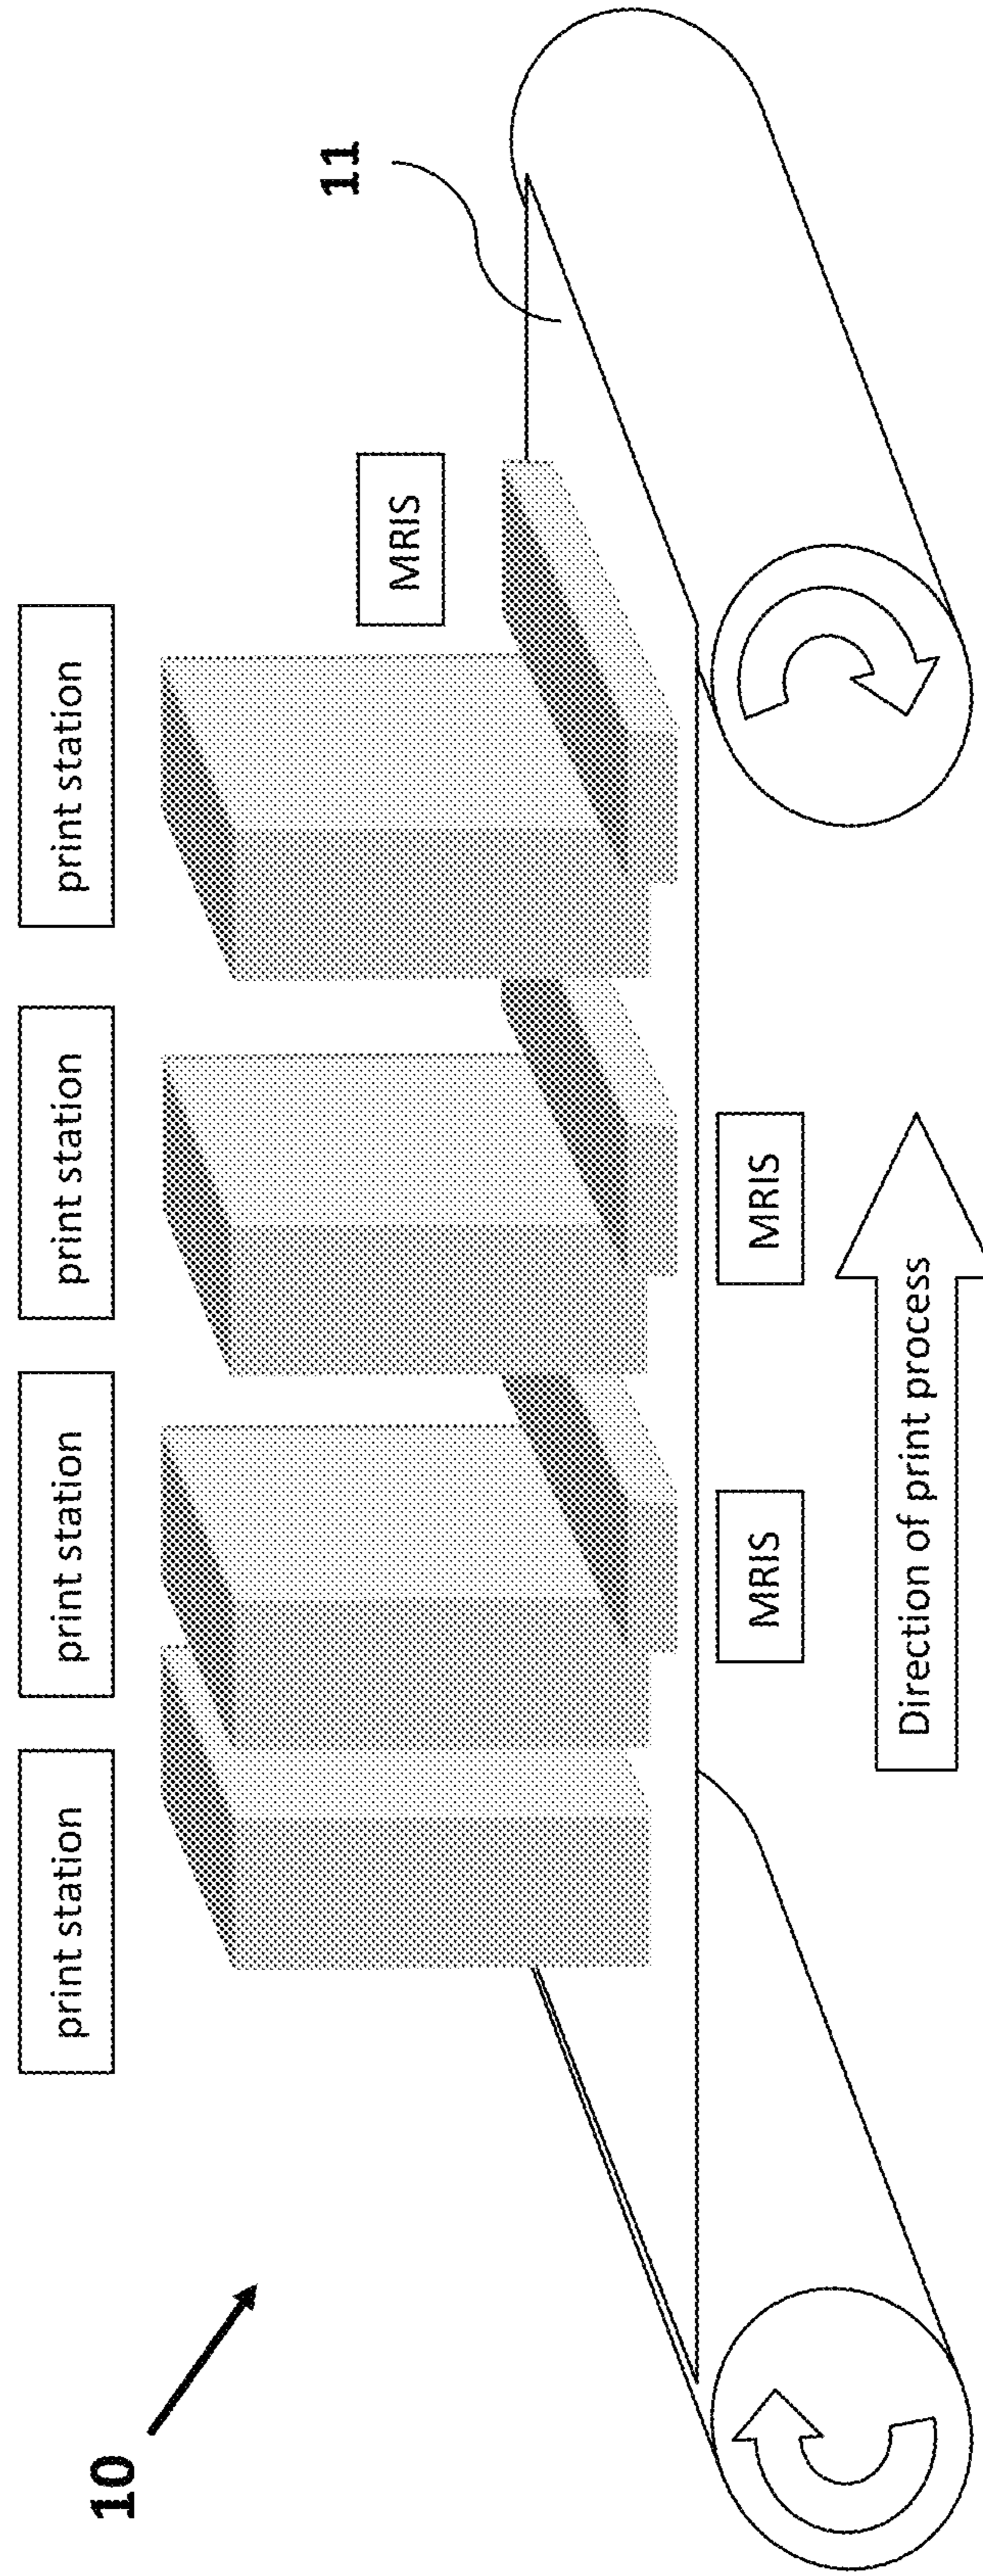 print station
print station
print station
print station
10
11
MRIS
MRIS
MRIS
Direction of print process